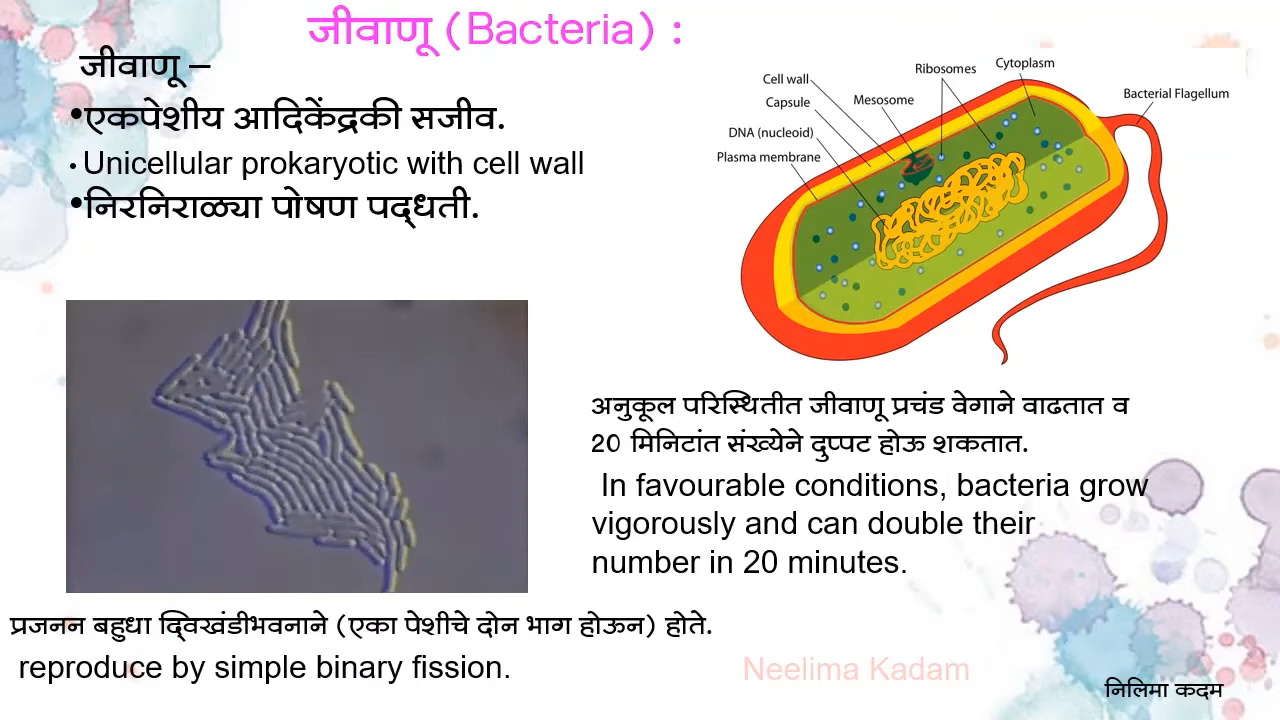 जीवाणू (Bacteria) :
जीवाणू –
•एकपेशीय आदिकेंद्रकी सजीव.
• Unicellular prokaryotic with cell wall
•निरनिराळ्या पोषण पद्धती.
Cell wall
Capsule
Mesosome
Ribosomes
Cytoplasm
Bacterial Flagellum
DNA (nucleoid)
Plasma membrane
अनुकूल परिस्थितीत जीवाणू प्रचंड वेगाने वाढतात व
20 मिनिटांत संख्येने दुप्पट होऊ शकतात.
In favourable conditions, bacteria grow
vigorously and can double their
number in 20 minutes.
प्रजनन बहुधा द्विखंडीभवनाने (एका पेशीचे दोन भाग होऊन) होते.
reproduce by simple binary fission.
Neelima Kadam
निलिमा कदम